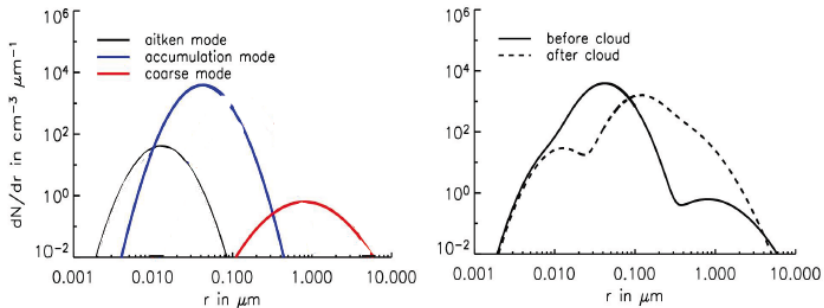 aitken mode
accumulation mode
coarse mode
dN/dr in cm⁻³ μm⁻¹
10⁶
10⁴
10²
10⁰
10⁻²
0.001 0.010 0.100 1.000 10.000
r in μm
before cloud
after cloud
10⁶
10⁴
10²
10⁰
10⁻²
0.001 0.010 0.100 1.000 10.000
r in μm